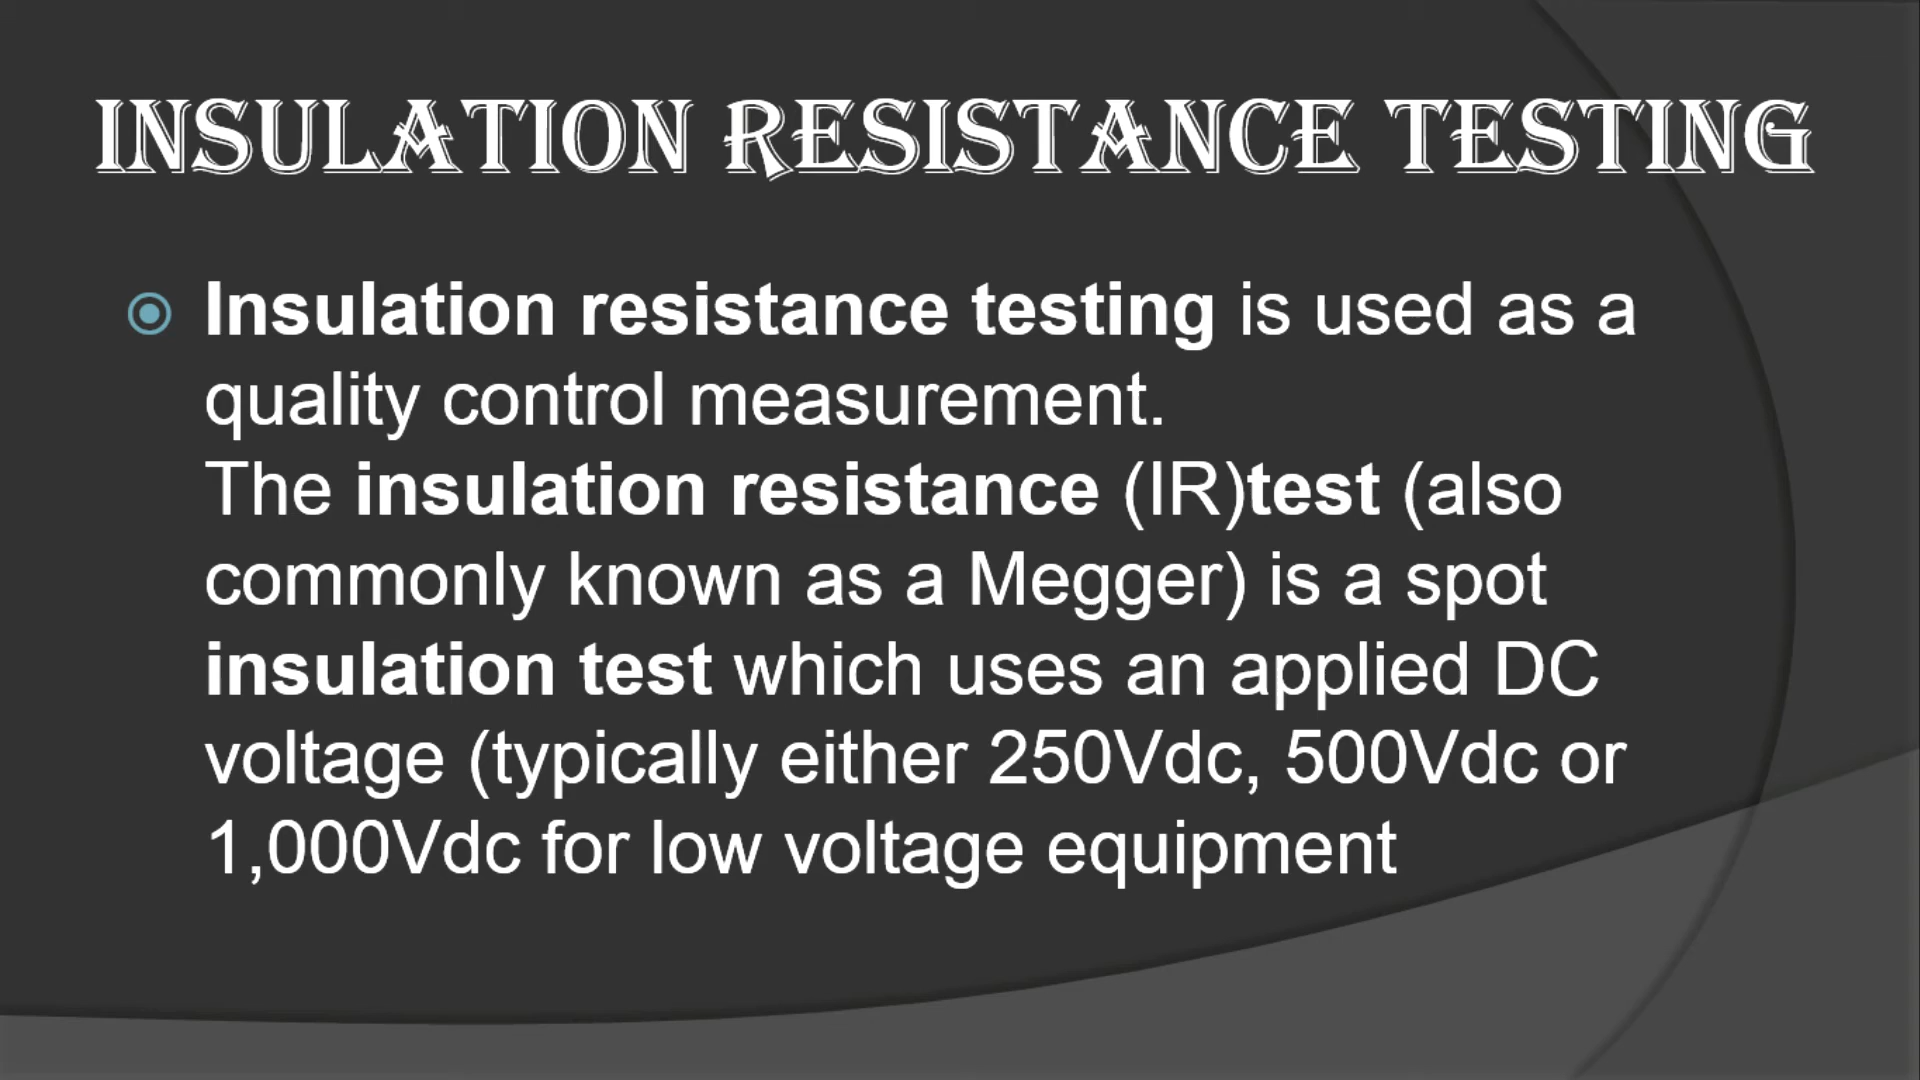 INSULATION RESISTANCE TESTING
Insulation resistance testing is used as a
quality control measurement.
The insulation resistance (IR)test (also
commonly known as a Megger) is a spot
insulation test which uses an applied DC
voltage (typically either 250Vdc, 500Vdc or
1,000Vdc for low voltage equipment